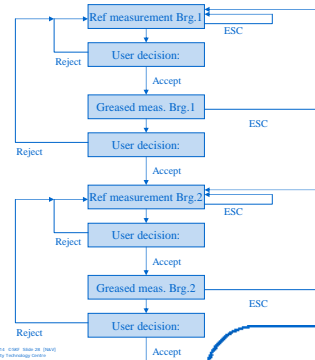 Ref measurement Brg.1
ESC
User decision:
Reject
Accept
Greased meas. Brg.1
ESC
User decision:
Reject
Accept
Ref measurement Brg.2
ESC
User decision:
Reject
Accept
Greased meas. Brg.2
ESC
User decision:
Reject
Accept